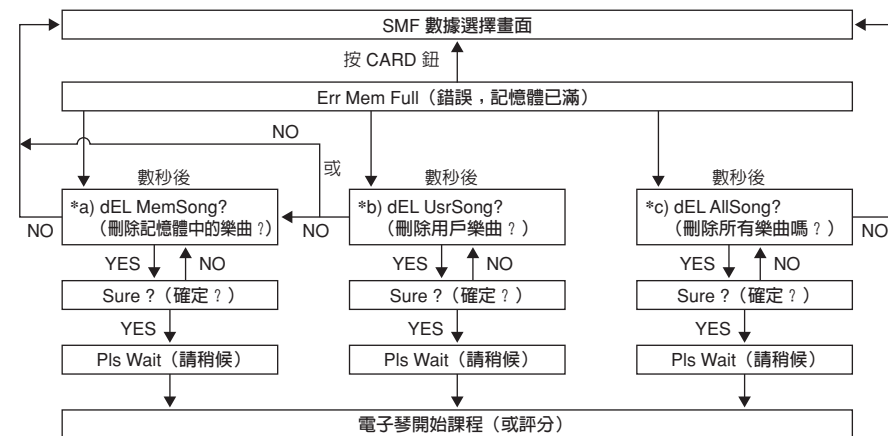 SMF 數據選擇畫面
按 CARD 鈕
Err Mem Full（錯誤，記憶體已滿）
NO
或
數秒後
數秒後
數秒後
*a) dEL MemSong?
（刪除記憶體中的樂曲？）
*b) dEL UsrSong?
（刪除用戶樂曲？）
*c) dEL AllSong?
（刪除所有樂曲嗎？）
NO
NO
NO
YES
NO
YES
NO
YES
NO
Sure ?（確定？）
Sure ?（確定？）
Sure ?（確定？）
YES
YES
YES
Pls Wait（請稍候）
Pls Wait（請稍候）
Pls Wait（請稍候）
電子琴開始課程（或評分）